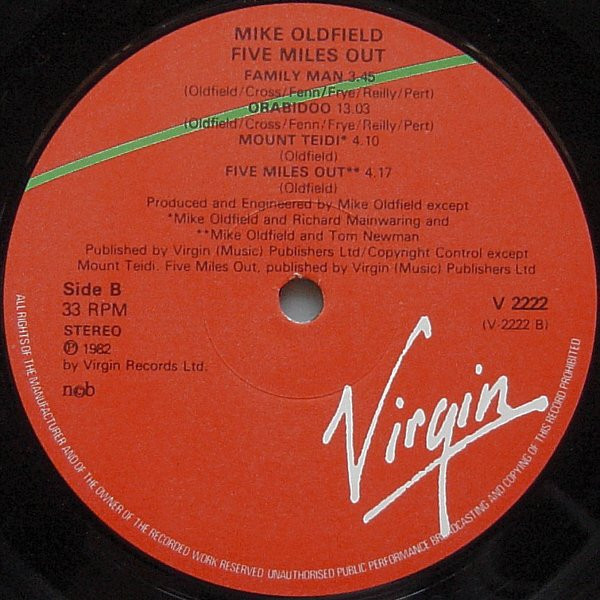 MIKE OLDFIELD
FIVE MILES OUT
FAMILY MAN 3.45
(Oldfield/Cross/Fenn/Frye/Reilly/Pert)
ORABIDOO 13.03
(Oldfield/Cross/Fenn/Frye/Reilly/Pert)
MOUNT TEIDI* 4.10
(Oldfield)
FIVE MILES OUT** 4.17
(Oldfield)
Produced and Engineered by Mike Oldfield except
*Mike Oldfield and Richard Mainwaring and
**Mike Oldfield and Tom Newman
Published by Virgin (Music) Publishers Ltd/Copyright Control except
Mount Teidi. Five Miles Out, published by Virgin (Music) Publishers Ltd
Side B
33 RPM
STEREO
℗ 1982
by Virgin Records Ltd.
ncb
V 2222
(V 2222 B)
Virgin
ALL RIGHTS OF THE MANUFACTURER AND OF THE OWNER OF THE RECORDED WORK RESERVED UNAUTHORISED PUBLIC PERFORMANCE BROADCASTING AND COPYING OF THIS RECORD PROHIBITED